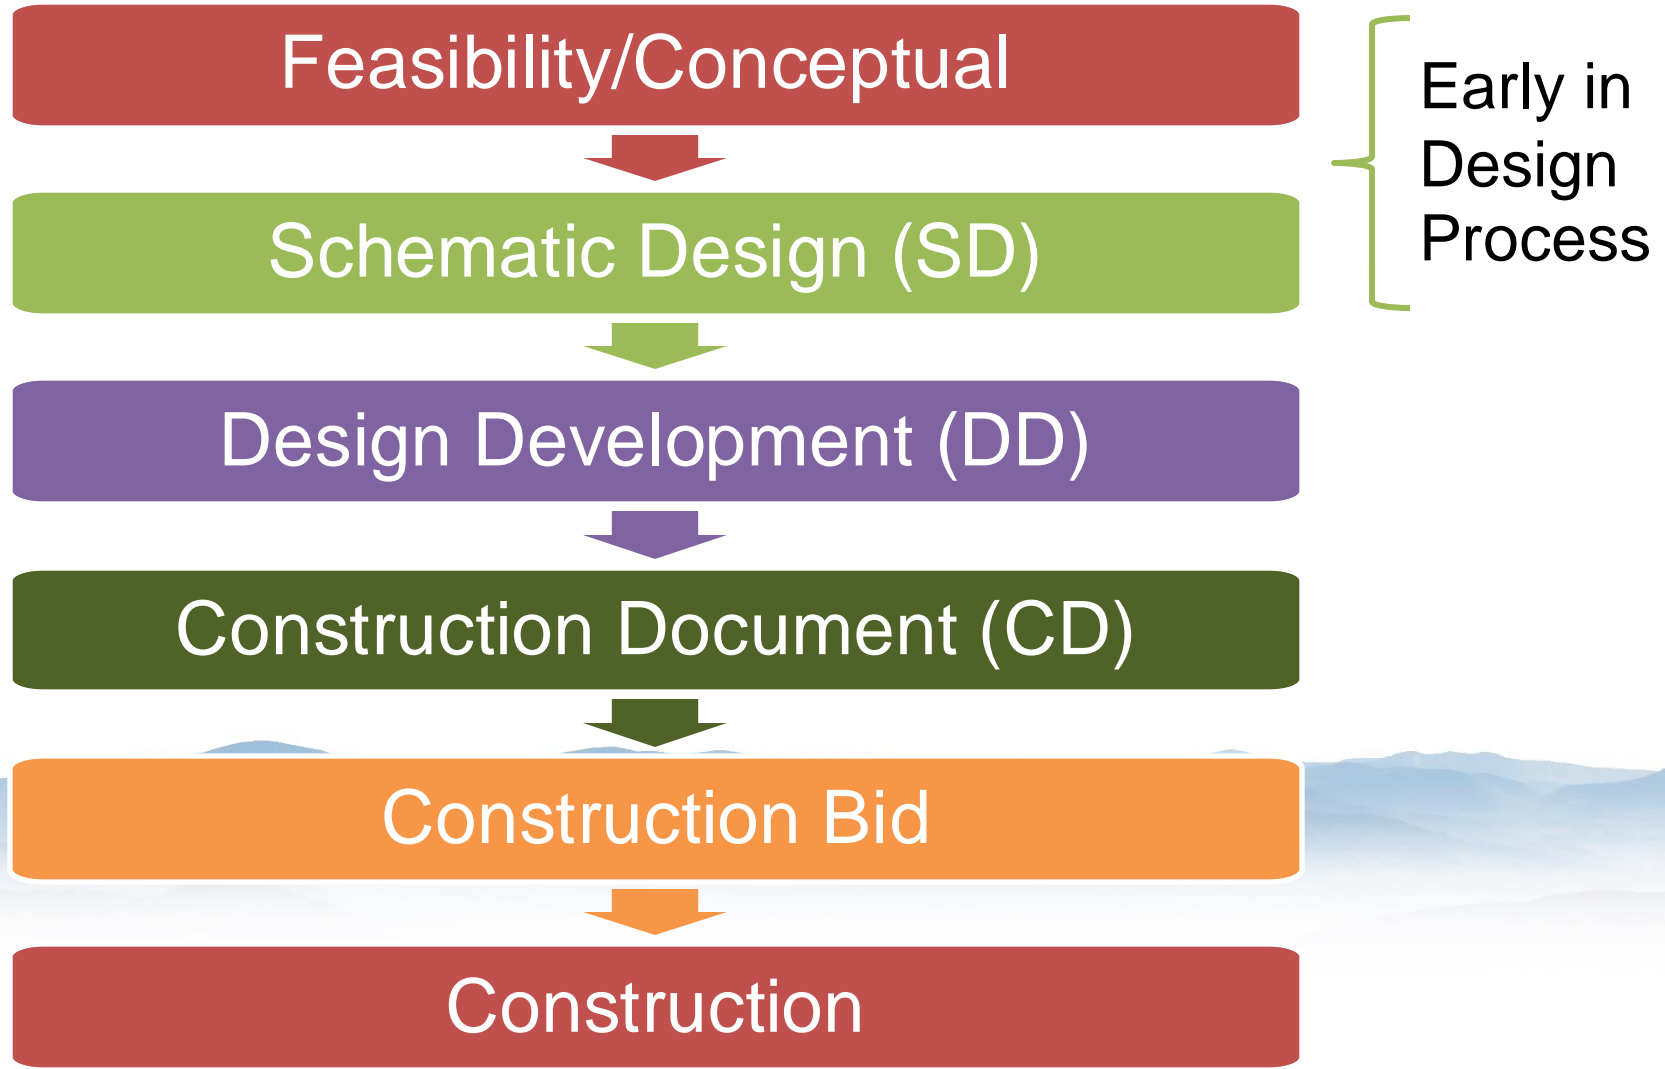 Feasibility/Conceptual
Early in
Design
Process
Schematic Design (SD)
Design Development (DD)
Construction Document (CD)
Construction Bid
Construction